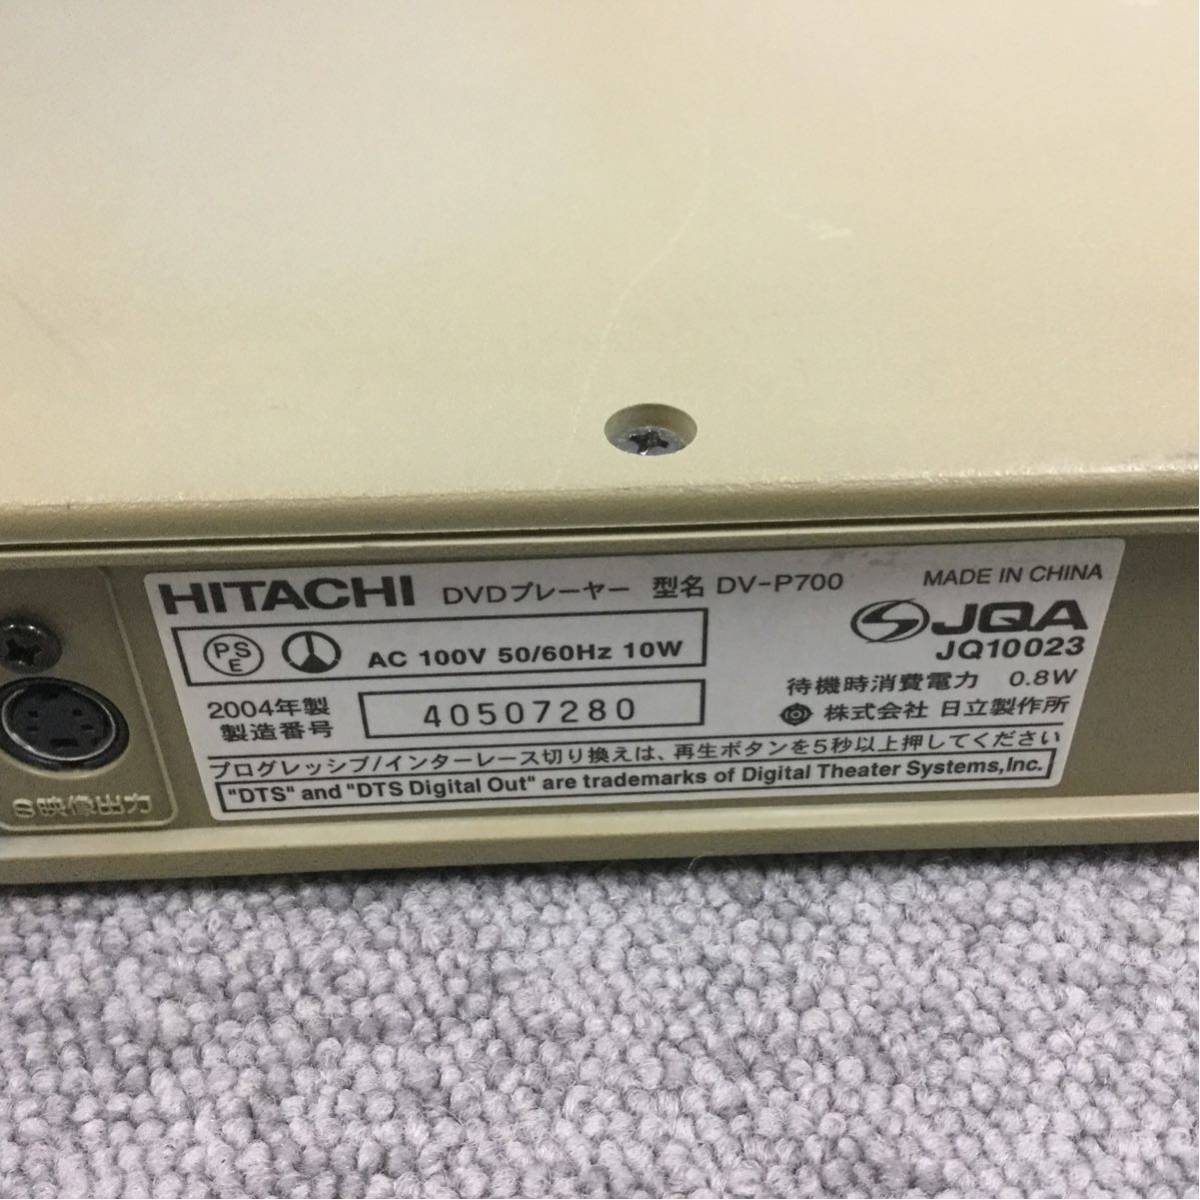 HITACHI DVDプレーヤー 型名 DV-P700 MADE IN CHINA
PSE AC 100V 50/60Hz 10W
JQA
JQ10023
2004年製
製造番号 40507280
待機時消費電力 0.8W
株式会社 日立製作所
プログレッシブ/インターレース切り換えは、再生ボタンを5秒以上押してください
"DTS" and "DTS Digital Out" are trademarks of Digital Theater Systems,Inc.
S映像出力